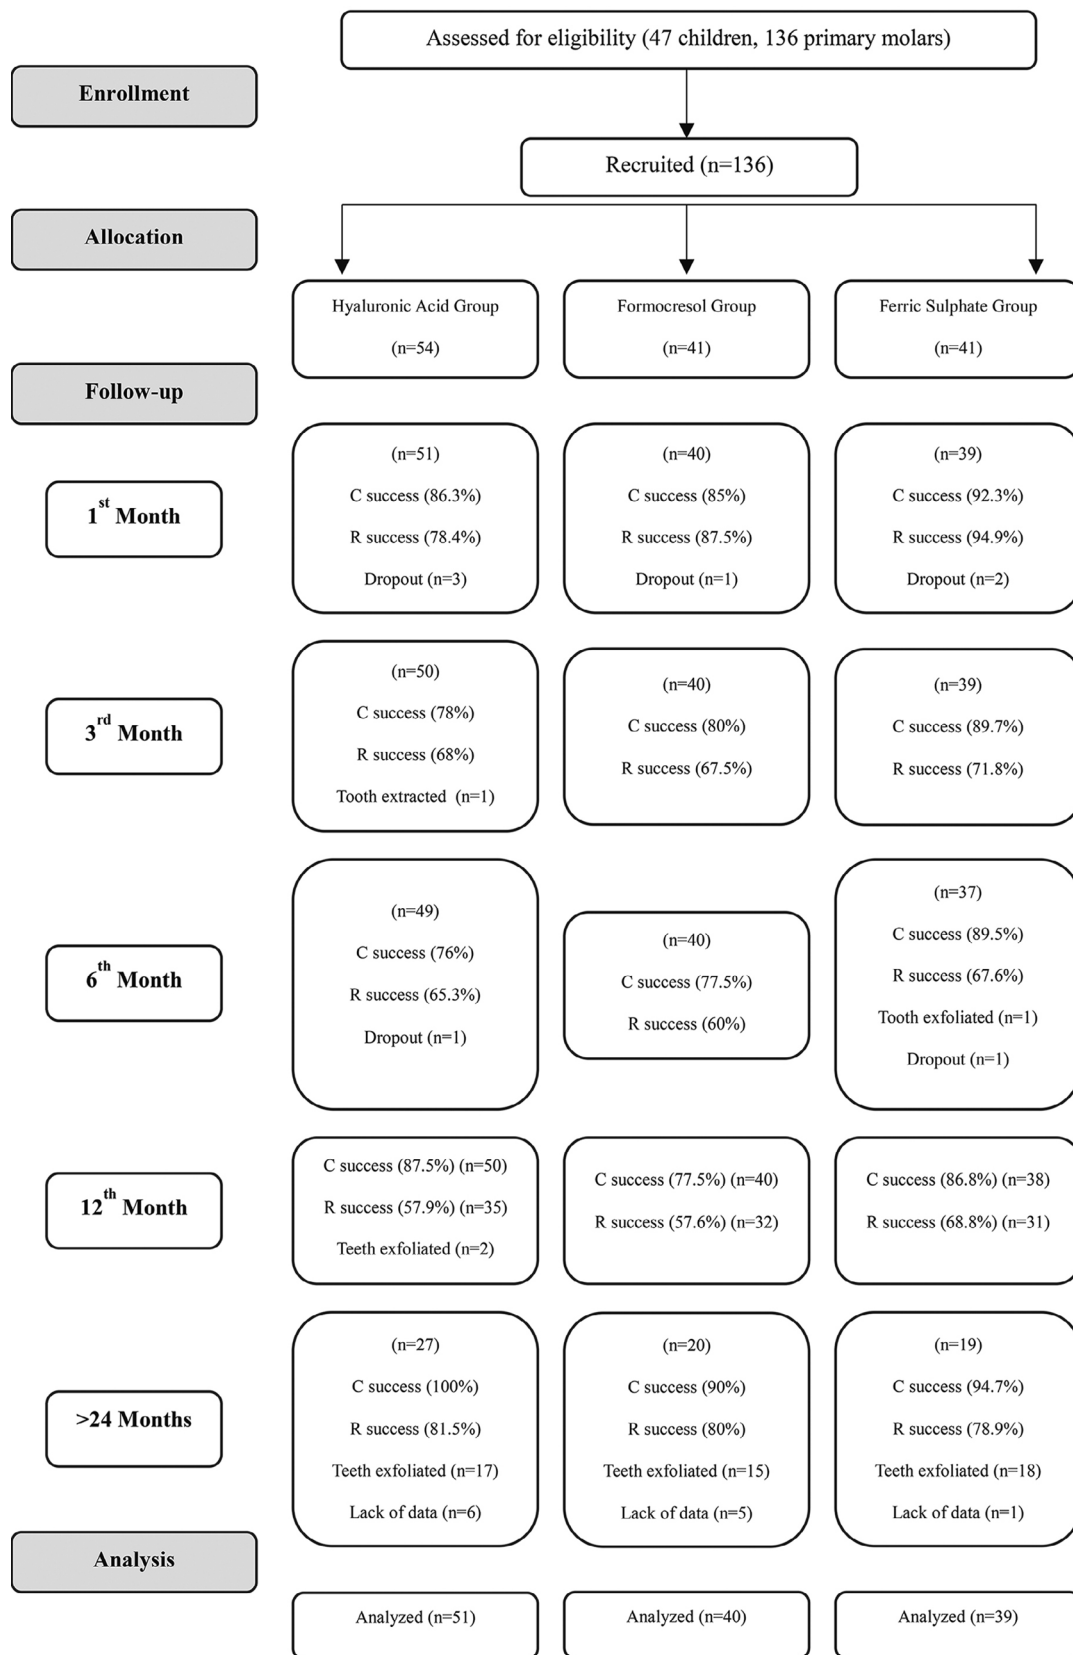 Assessed for eligibility (47 children, 136 primary molars)
Enrollment
Recruited (n=136)
Allocation
Hyaluronic Acid Group
(n=54)
Formocresol Group
(n=41)
Ferric Sulphate Group
(n=41)
Follow-up
1st Month
(n=51)
C success (86.3%)
R success (78.4%)
Dropout (n=3)
(n=40)
C success (85%)
R success (87.5%)
Dropout (n=1)
(n=39)
C success (92.3%)
R success (94.9%)
Dropout (n=2)
3rd Month
(n=50)
C success (78%)
R success (68%)
Tooth extracted (n=1)
(n=40)
C success (80%)
R success (67.5%)
(n=39)
C success (89.7%)
R success (71.8%)
6th Month
(n=49)
C success (76%)
R success (65.3%)
Dropout (n=1)
(n=40)
C success (77.5%)
R success (60%)
(n=37)
C success (89.5%)
R success (67.6%)
Tooth exfoliated (n=1)
Dropout (n=1)
12th Month
C success (87.5%) (n=50)
R success (57.9%) (n=35)
Teeth exfoliated (n=2)
C success (77.5%) (n=40)
R success (57.6%) (n=32)
C success (86.8%) (n=38)
R success (68.8%) (n=31)
>24 Months
(n=27)
C success (100%)
R success (81.5%)
Teeth exfoliated (n=17)
Lack of data (n=6)
(n=20)
C success (90%)
R success (80%)
Teeth exfoliated (n=15)
Lack of data (n=5)
(n=19)
C success (94.7%)
R success (78.9%)
Teeth exfoliated (n=18)
Lack of data (n=1)
Analysis
Analyzed (n=51)
Analyzed (n=40)
Analyzed (n=39)